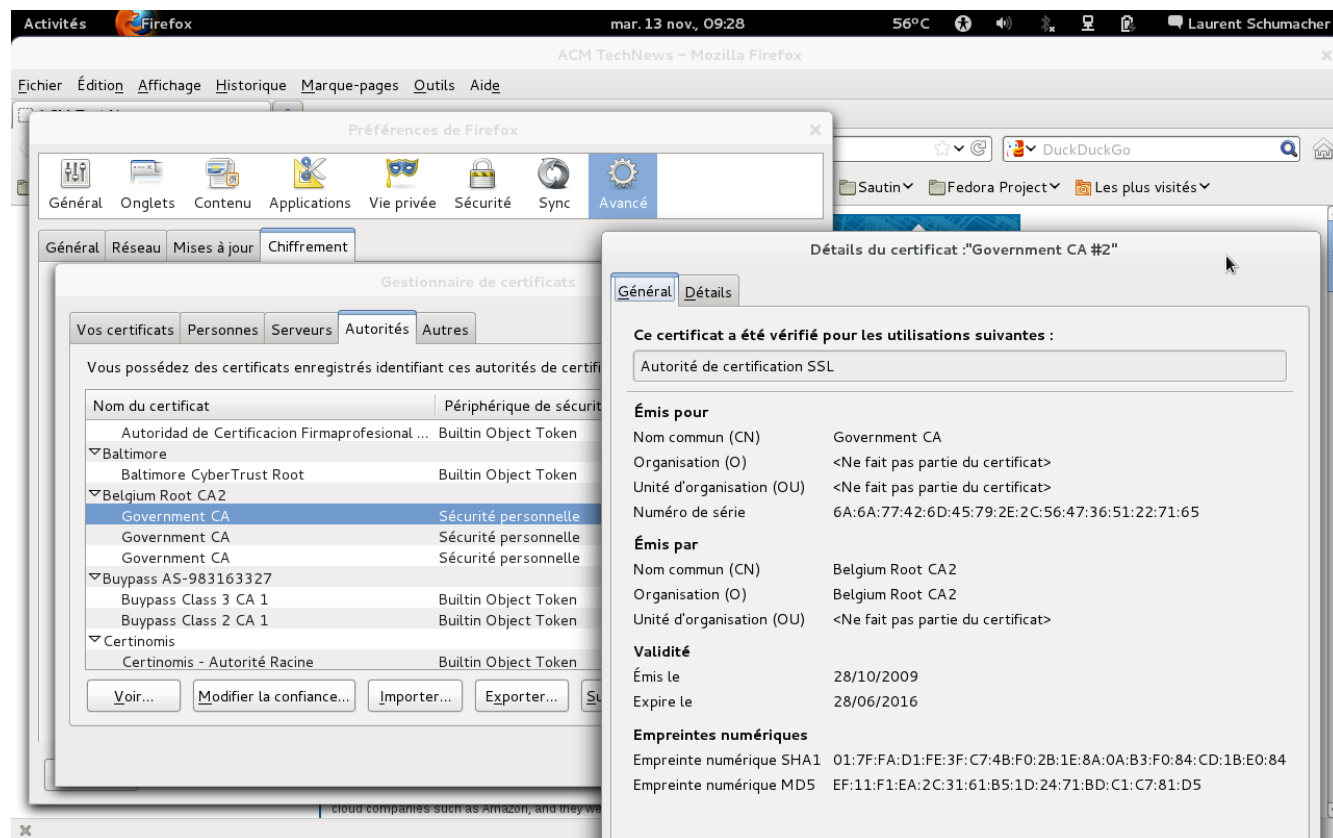 Activités Firefox mar. 13 nov., 09:28 56°C Laurent Schumacher
ACM TechNews – Mozilla Firefox
Fichier Édition Affichage Historique Marque-pages Outils Aide
Préférences de Firefox
DuckDuckGo
Général Onglets Contenu Applications Vie privée Sécurité Sync Avancé
Sautin Fedora Project Les plus visités
Général Réseau Mises à jour Chiffrement
Détails du certificat :"Government CA #2"
Gestionnaire de certificats
Général Détails
Vos certificats Personnes Serveurs Autorités Autres
Ce certificat a été vérifié pour les utilisations suivantes :
Vous possédez des certificats enregistrés identifiant ces autorités de certifi
Autorité de certification SSL
Nom du certificat Périphérique de sécurit
Autoridad de Certificacion Firmaprofesional ... Builtin Object Token
Baltimore
Baltimore CyberTrust Root Builtin Object Token
Belgium Root CA2
Government CA Sécurité personnelle
Government CA Sécurité personnelle
Government CA Sécurité personnelle
Buypass AS-983163327
Buypass Class 3 CA 1 Builtin Object Token
Buypass Class 2 CA 1 Builtin Object Token
Certinomis
Certinomis - Autorité Racine Builtin Object Token
Voir... Modifier la confiance... Importer... Exporter... Su
Émis pour
Nom commun (CN) Government CA
Organisation (O) <Ne fait pas partie du certificat>
Unité d'organisation (OU) <Ne fait pas partie du certificat>
Numéro de série 6A:6A:77:42:6D:45:79:2E:2C:56:47:36:51:22:71:65
Émis par
Nom commun (CN) Belgium Root CA2
Organisation (O) Belgium Root CA2
Unité d'organisation (OU) <Ne fait pas partie du certificat>
Validité
Émis le 28/10/2009
Expire le 28/06/2016
Empreintes numériques
Empreinte numérique SHA1 01:7F:FA:D1:FE:3F:C7:4B:F0:2B:1E:8A:0A:B3:F0:84:CD:1B:E0:84
Empreinte numérique MD5 EF:11:F1:EA:2C:31:61:B5:1D:24:71:BD:C1:C7:81:D5
cloud companies such as Amazon, and they we